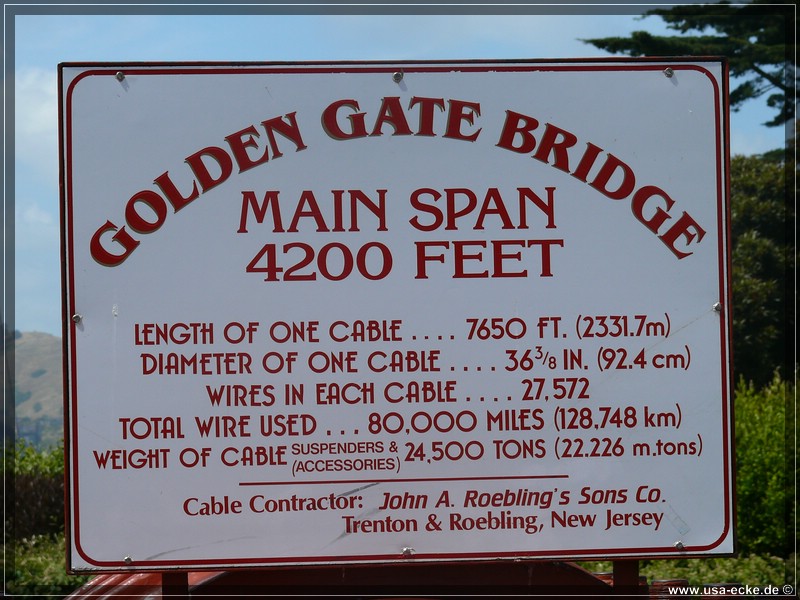 GOLDEN GATE BRIDGE
MAIN SPAN
4200 FEET
LENGTH OF ONE CABLE .... 7650 FT. (2331.7m)
DIAMETER OF ONE CABLE .... 36 3/8 IN. (92.4 cm)
WIRES IN EACH CABLE .... 27,572
TOTAL WIRE USED ... 80,000 MILES (128,748 km)
WEIGHT OF CABLE SUSPENDERS & (ACCESSORIES) 24,500 TONS (22.226 m.tons)
Cable Contractor: John A. Roebling's Sons Co.
Trenton & Roebling, New Jersey
www.usa-ecke.de ©